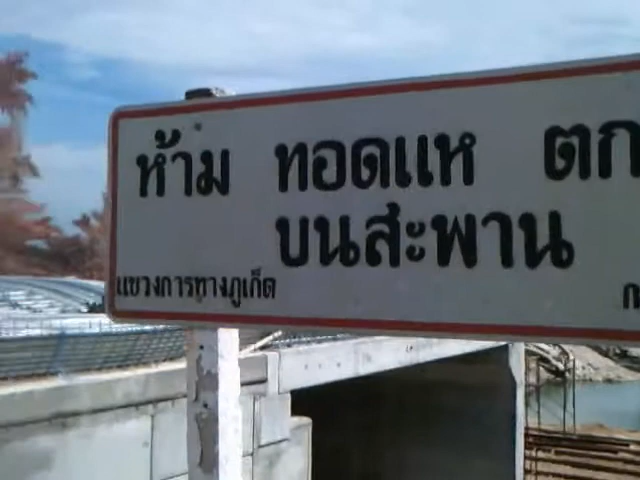 ห้าม ทอดแห ตก
บนสะพาน
แขวงการทางภูเก็ต